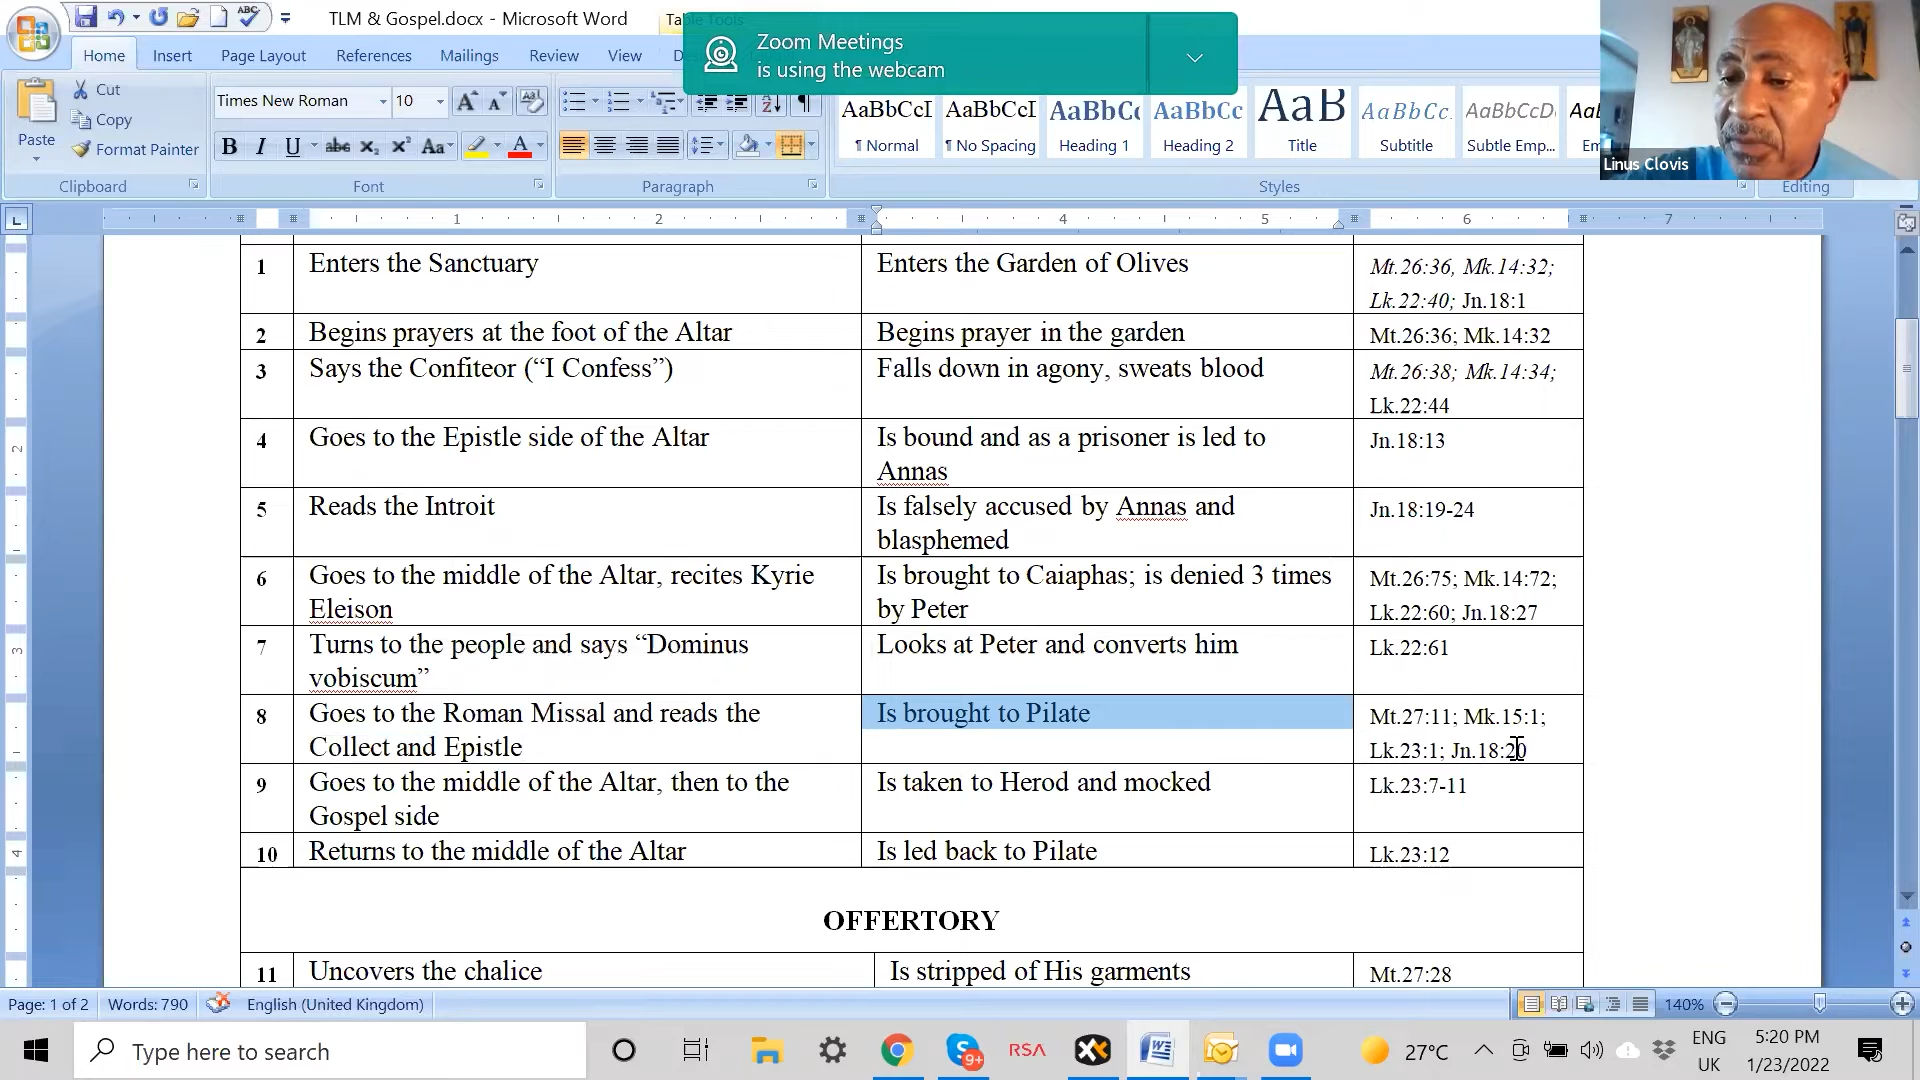 TLM & Gospel.docx - Microsoft Word
Zoom Meetings
is using the webcam
Home Insert Page Layout References Mailings Review View
Paste
Cut
Copy
Format Painter
Clipboard
Times New Roman 10
Font
Paragraph
AaBbCcI AaBbCcI AaBbCc AaBbCc AaB AaBbCc. AaBbCcD
¶ Normal ¶ No Spacing Heading 1 Heading 2 Title Subtitle Subtle Emp...
Styles
Editing
Linus Clovis
1 2 4 5 6 7
1 Enters the Sanctuary Enters the Garden of Olives Mt.26:36, Mk.14:32;
Lk.22:40; Jn.18:1
2 Begins prayers at the foot of the Altar Begins prayer in the garden Mt.26:36; Mk.14:32
3 Says the Confiteor (“I Confess”) Falls down in agony, sweats blood Mt.26:38; Mk.14:34;
Lk.22:44
4 Goes to the Epistle side of the Altar Is bound and as a prisoner is led to Jn.18:13
Annas
5 Reads the Introit Is falsely accused by Annas and Jn.18:19-24
blasphemed
6 Goes to the middle of the Altar, recites Kyrie Is brought to Caiaphas; is denied 3 times Mt.26:75; Mk.14:72;
Eleison by Peter Lk.22:60; Jn.18:27
7 Turns to the people and says “Dominus Looks at Peter and converts him Lk.22:61
vobiscum”
8 Goes to the Roman Missal and reads the Is brought to Pilate Mt.27:11; Mk.15:1;
Collect and Epistle Lk.23:1; Jn.18:20
9 Goes to the middle of the Altar, then to the Is taken to Herod and mocked Lk.23:7-11
Gospel side
10 Returns to the middle of the Altar Is led back to Pilate Lk.23:12
OFFERTORY
11 Uncovers the chalice Is stripped of His garments Mt.27:28
Page: 1 of 2 Words: 790 English (United Kingdom) 140%
Type here to search
9+
RSA
27°C
ENG
UK
5:20 PM
1/23/2022